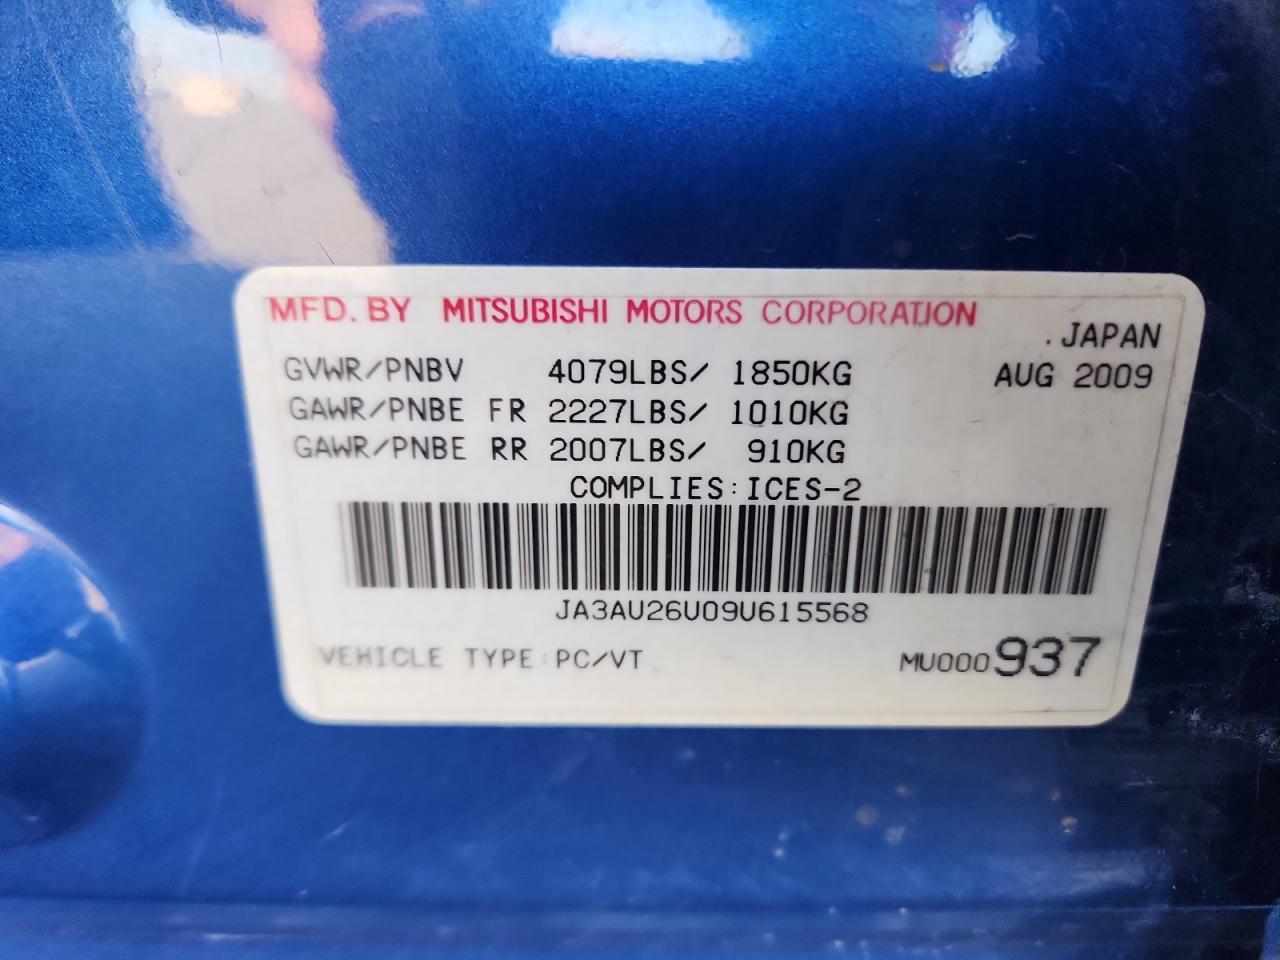 MFD. BY MITSUBISHI MOTORS CORPORATION
.JAPAN
GVWR/PNBV 4079LBS/ 1850KG AUG 2009
GAWR/PNBE FR 2227LBS/ 1010KG
GAWR/PNBE RR 2007LBS/ 910KG
COMPLIES:ICES-2
JA3AU26U09U615568
VEHICLE TYPE:PC/VT MU000937